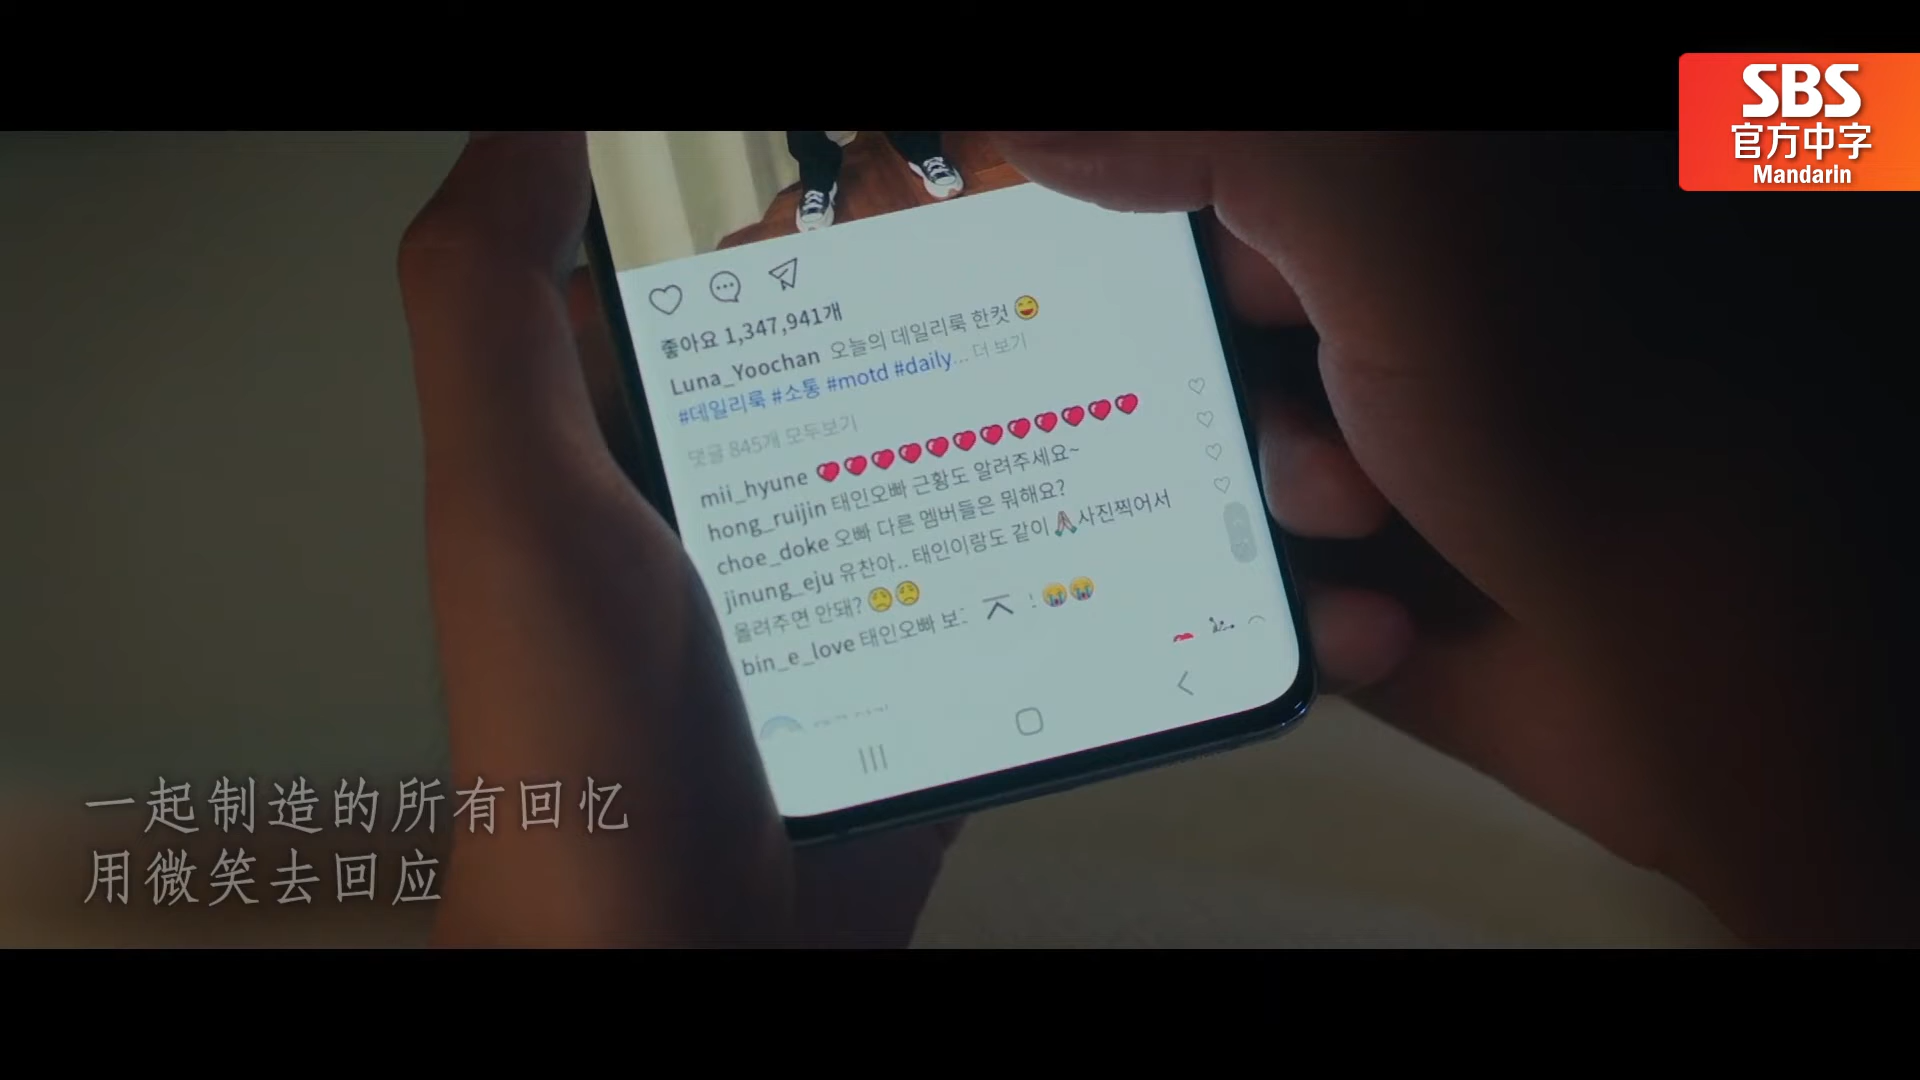 SBS
官方中字
Mandarin
좋아요 1,347,941개
Luna_Yoochan 오늘의 데일리룩 한컷 😆
#데일리룩 #소통 #motd #daily... 더 보기
댓글 845개 모두보기
mii_hyune ❤❤❤❤❤❤❤❤❤❤❤❤
hong_ruijin 태인오빠 근황도 알려주세요~
choe_doke 오빠 다른 멤버들은 뭐해요?
jinung_eju 유찬아.. 태인이랑도 같이🙏사진찍어서
올려주면 안돼? 😟😟
bin_e_love 태인오빠 😭😭
一起制造的所有回忆
用微笑去回应